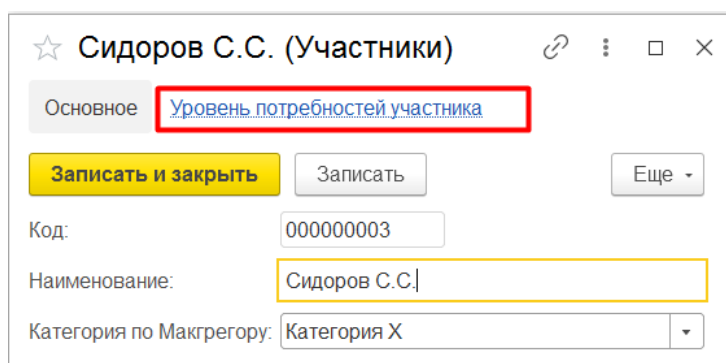 Сидоров С.С. (Участники)
Основное Уровень потребностей участника
Записать и закрыть Записать Еще
Код: 000000003
Наименование: Сидоров С.С.
Категория по Макгрегору: Категория X